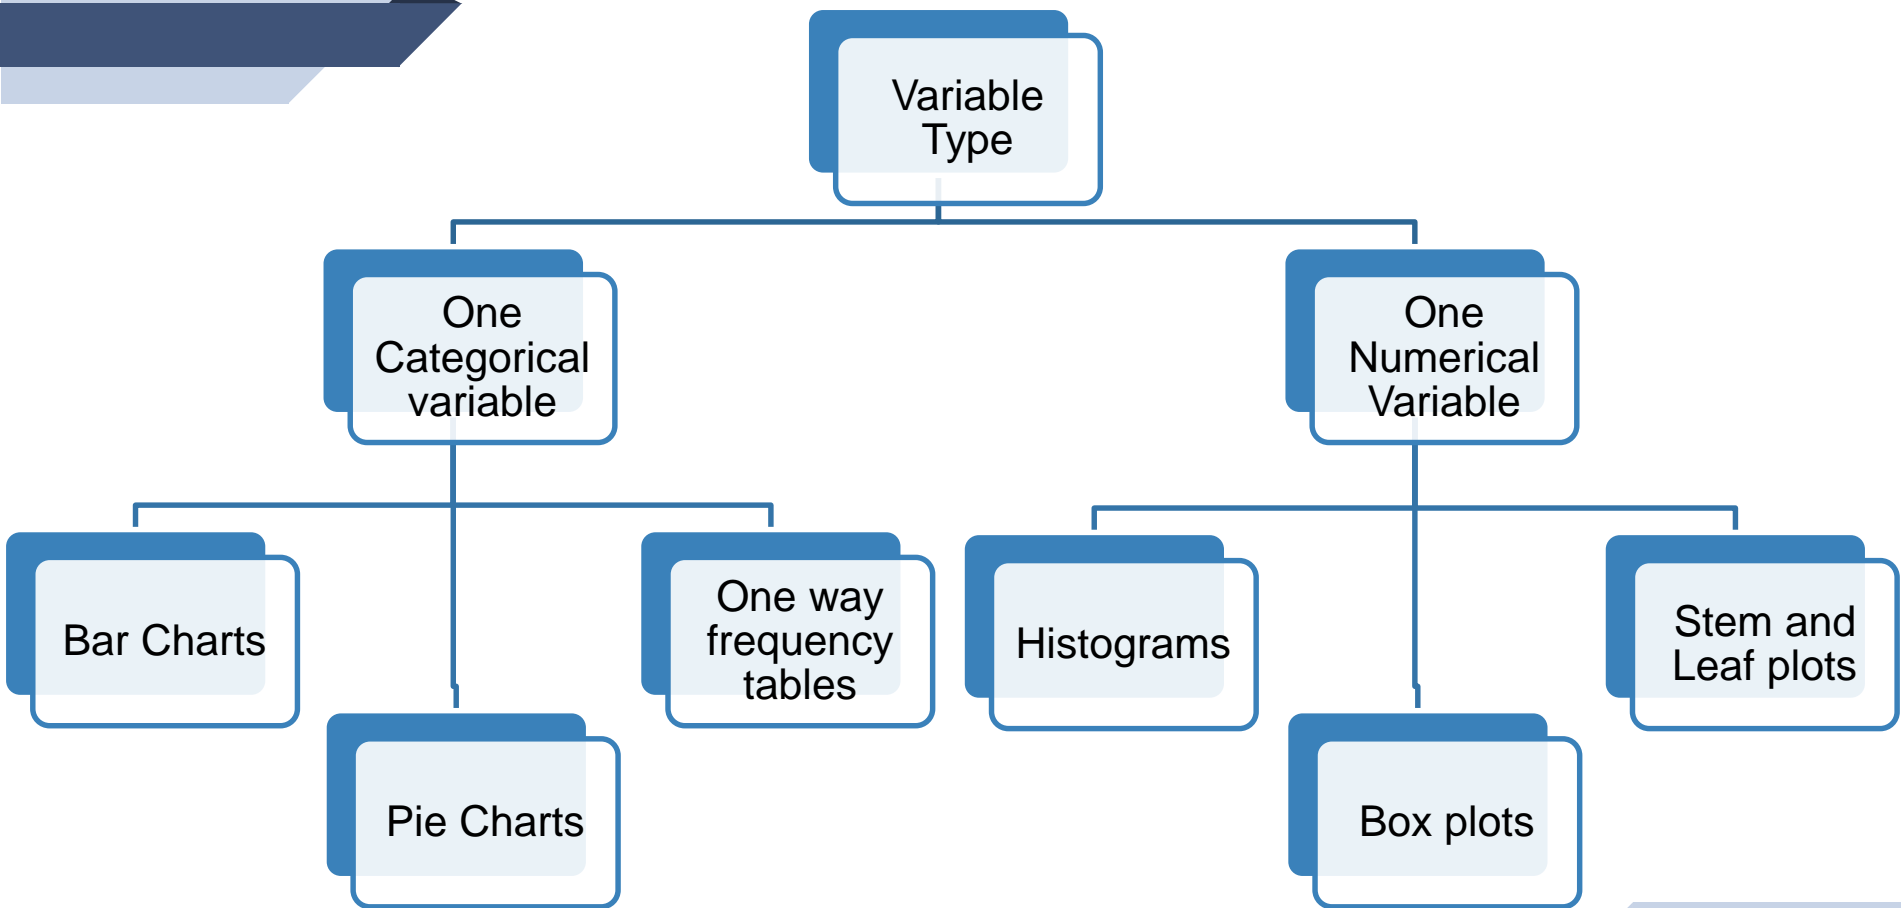 Variable
Type
One
Categorical
variable
One
Numerical
Variable
Bar Charts
Pie Charts
One way
frequency
tables
Histograms
Box plots
Stem and
Leaf plots